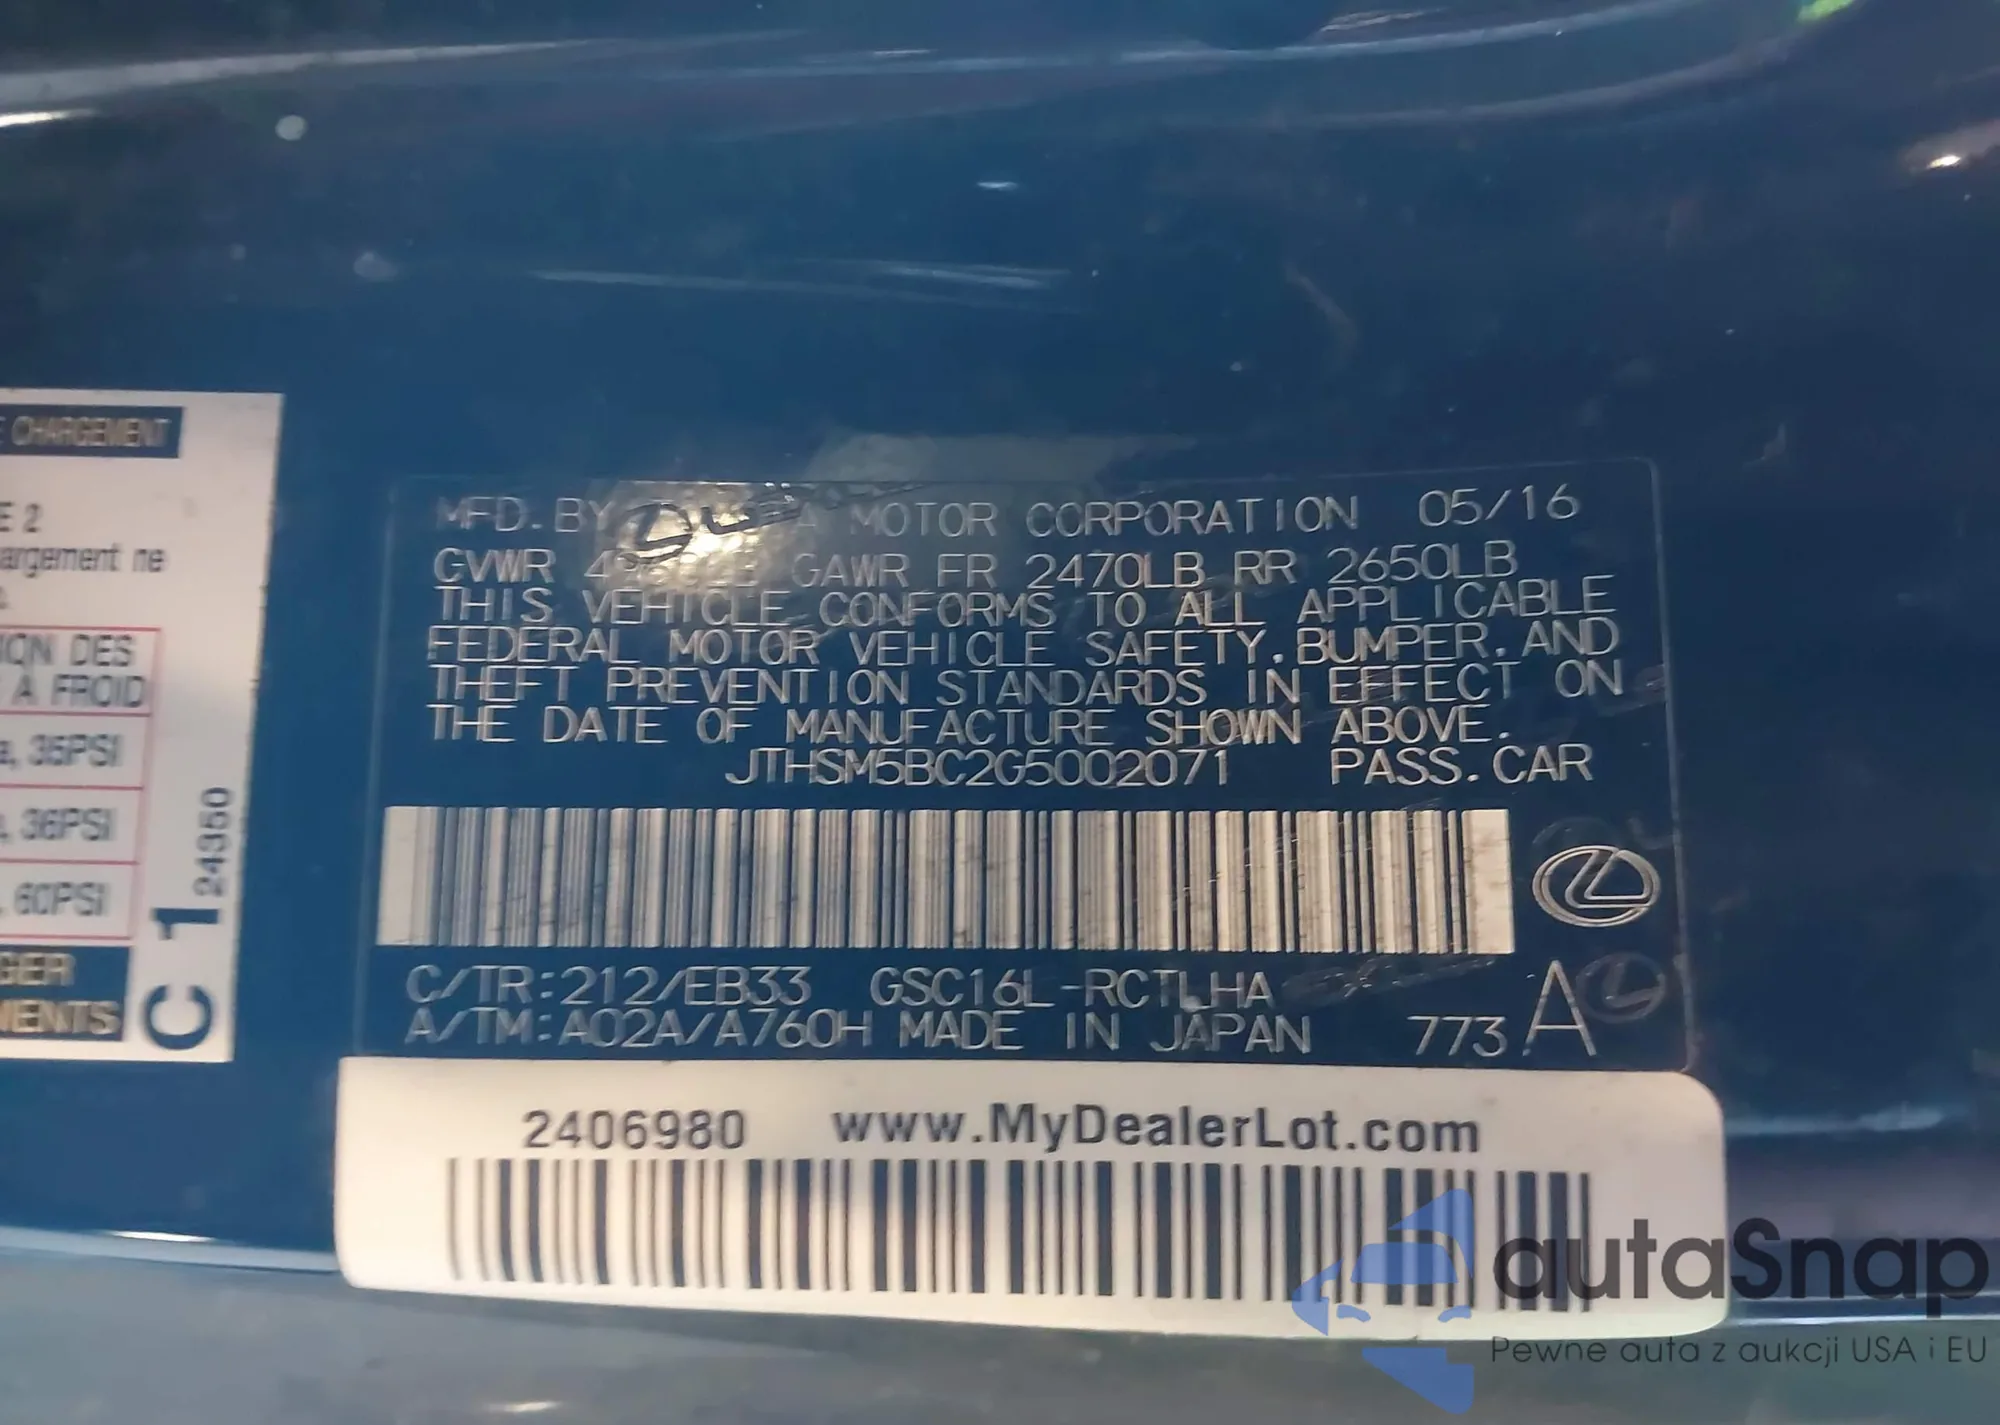 E CHARGEMENT
E 2
argement ne
ION DES
À FROID
, 35PSI
, 36PSI
, 60PSI
GER
MENTS
C 1 24350
MFD. BY MOTOR CORPORATION 05/16
GVWR GAWR FR 2470LB RR 2650LB
THIS VEHICLE CONFORMS TO ALL APPLICABLE
FEDERAL MOTOR VEHICLE SAFETY, BUMPER, AND
THEFT PREVENTION STANDARDS IN EFFECT ON
THE DATE OF MANUFACTURE SHOWN ABOVE.
JTHSM5BC2G5002071 PASS. CAR
C/TR:212/EB33 GSC16L-RCTLHA
A/TM:A02A/A760H MADE IN JAPAN 773 A
2406980 www.MyDealerLot.com
autaSnap
Pewne auta z aukcji USA i EU